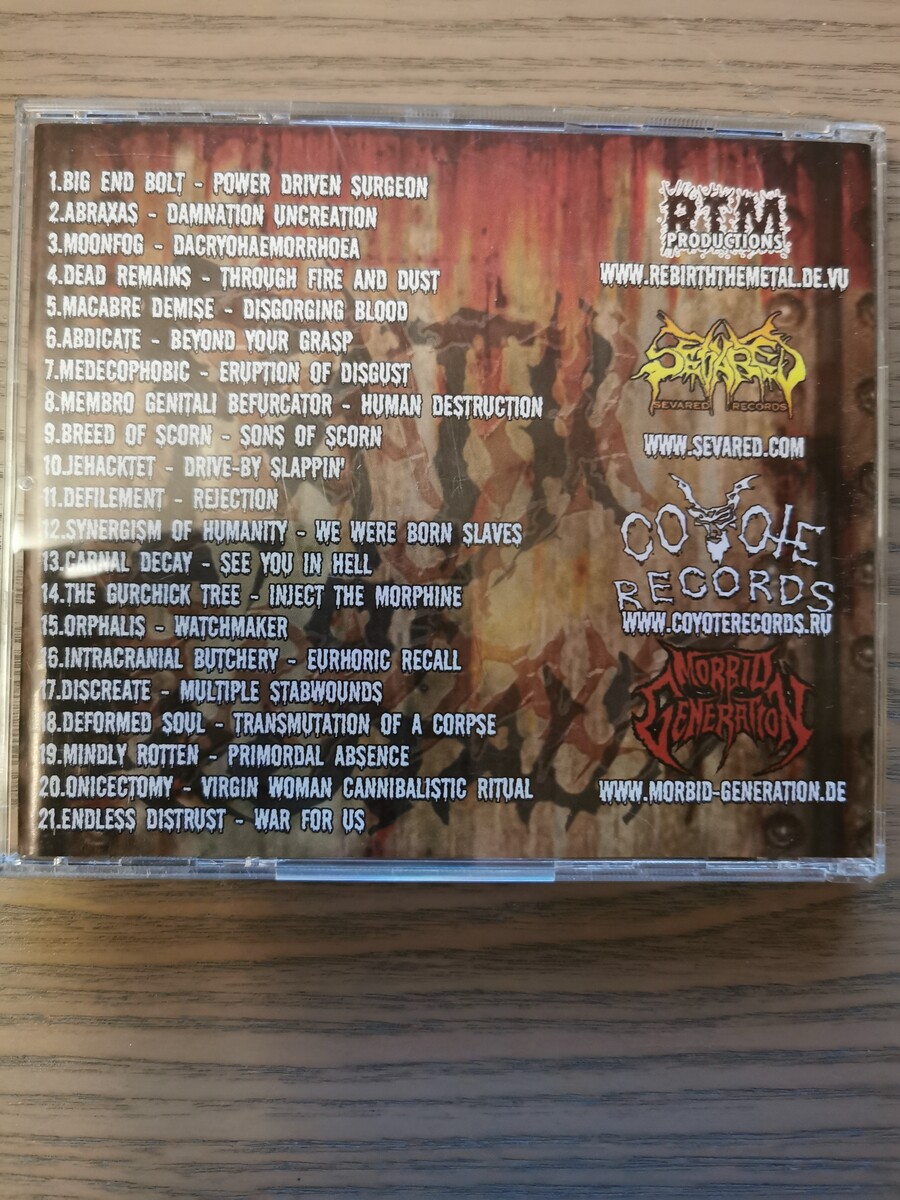 1.BIG END BOLT - POWER DRIVEN SURGEON
2.ABRAXAS - DAMNATION UNCREATION
3.MOONFOG - DACRYOHAEMORRHOEA
4.DEAD REMAINS - THROUGH FIRE AND DUST
5.MACABRE DEMISE - DISGORGING BLOOD
6.ABDICATE - BEYOND YOUR GRASP
7.MEDECOPHOBIC - ERUPTION OF DISGUST
8.MEMBRO GENITALI BEFURCATOR - HUMAN DESTRUCTION
9.BREED OF SCORN - SONS OF SCORN
10.JEHACKTET - DRIVE-BY SLAPPIN'
11.DEFILEMENT - REJECTION
12.SYNERGISM OF HUMANITY - WE WERE BORN SLAVES
13.CARNAL DECAY - SEE YOU IN HELL
14.THE GURCHICK TREE - INJECT THE MORPHINE
15.ORPHALIS - WATCHMAKER
16.INTRACRANIAL BUTCHERY - EURHORIC RECALL
17.DISCREATE - MULTIPLE STABWOUNDS
18.DEFORMED SOUL - TRANSMUTATION OF A CORPSE
19.MINDLY ROTTEN - PRIMORDAL ABSENCE
20.ONICECTOMY - VIRGIN WOMAN CANNIBALISTIC RITUAL
21.ENDLESS DISTRUST - WAR FOR US
R.T.M
PRODUCTIONS
WWW.REBIRTHTHEMETAL.DE.VU
SEVARED
SEVARED RECORDS
WWW.SEVARED.COM
COYOTE
RECORDS
WWW.COYOTERECORDS.RU
MORBID
GENERATION
WWW.MORBID-GENERATION.DE